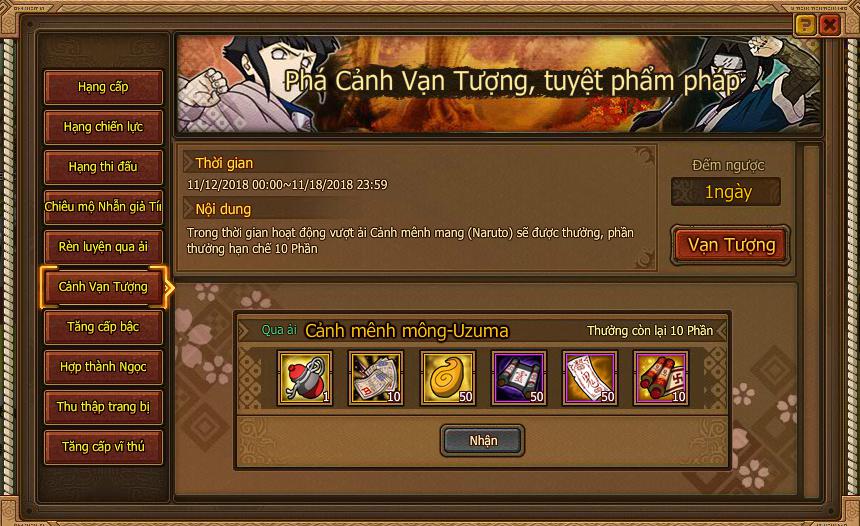 Phá Cảnh Vạn Tượng, tuyệt phẩm pháp
Hạng cấp
Hạng chiến lực
Hạng thi đấu
Chiêu mộ Nhẫn giả Tín
Rèn luyện qua ải
Cảnh Vạn Tượng
Tăng cấp bậc
Hợp thành Ngọc
Thu thập trang bị
Tăng cấp vĩ thú
Thời gian
11/12/2018 00:00~11/18/2018 23:59
Nội dung
Trong thời gian hoạt động vượt ải Cảnh mênh mang (Naruto) sẽ được thưởng, phần
thưởng hạn chế 10 Phần
Đếm ngược
1ngày
Vạn Tượng
Qua ải Cảnh mênh mông-Uzuma Thưởng còn lại 10 Phần
1 10 50 50 50 10
Nhận